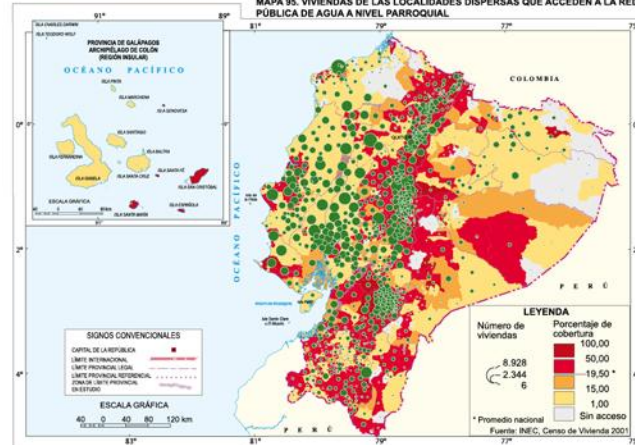 MAPA 95. VIVIENDAS DE LAS LOCALIDADES DISPERSAS QUE ACCEDEN A LA RED
PÚBLICA DE AGUA A NIVEL PARROQUIAL
91° 89°
81° 79° 77°
ISLA CHARLES DARWIN
ISLA TEODORO WOLF
PROVINCIA DE GALÁPAGOS
ARCHIPIÉLAGO DE COLÓN
(REGIÓN INSULAR)
OCÉANO PACÍFICO
ISLA PINTA
ISLA MARCHENA
ISLA GENOVESA
ISLA SANTIAGO
ISLA BALTRA
ISLA FERNANDINA
ISLA SANTA CRUZ
ISLA SANTA FÉ
ISLA ISABELA
ISLA SAN CRISTÓBAL
ISLA SANTA MARÍA
ISLA ESPAÑOLA
ESCALA GRÁFICA
COLOMBIA
0°
2°
4°
OCÉANO PACÍFICO
PERÚ
PERÚ
SIGNOS CONVENCIONALES
CAPITAL DE LA REPÚBLICA
LÍMITE INTERNACIONAL
LÍMITE PROVINCIAL LEGAL
LÍMITE PROVINCIAL REFERENCIAL
ZONA DE LÍMITE PROVINCIAL
EN ESTUDIO
ESCALA GRÁFICA
40 0 40 80 120 km
LEYENDA
Número de
viviendas
8.928
2.344
6
Porcentaje de
cobertura
100,00
50,00
19,50 *
15,00
1,00
Sin acceso
* Promedio nacional
Fuente: INEC, Censo de Vivienda 2001
83° 81° 79° 77°